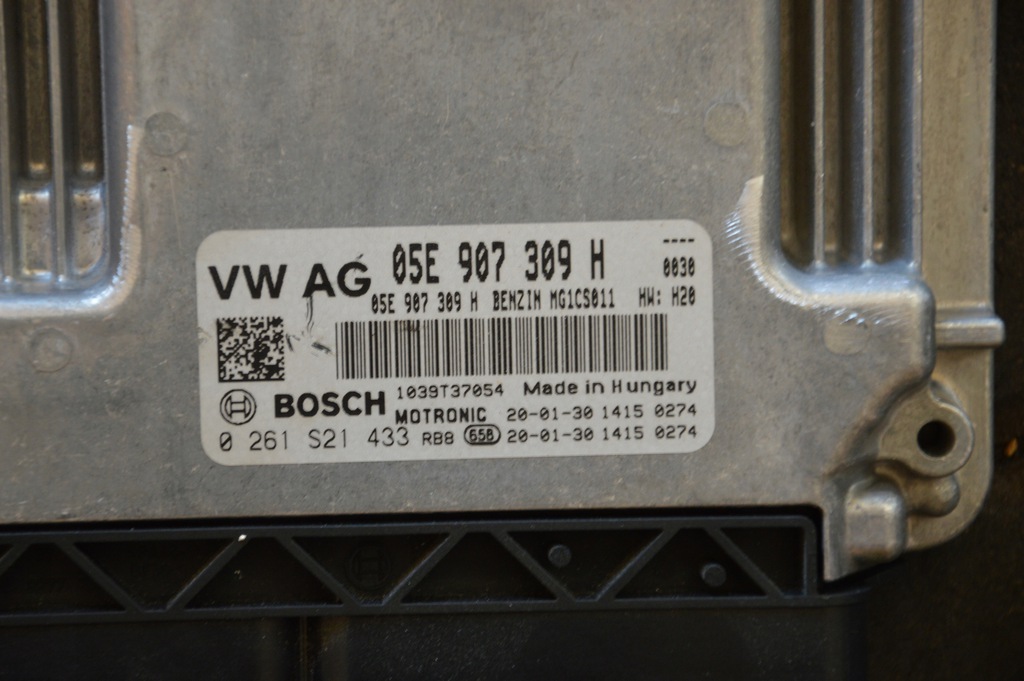 VW AG 05E 907 309 H ----
0030
05E 907 309 H BENZIN MG1CS011 HW: H20
1039T37054 Made in Hungary
BOSCH MOTRONIC 20-01-30 1415 0274
0 261 S21 433 RB8 658 20-01-30 1415 0274